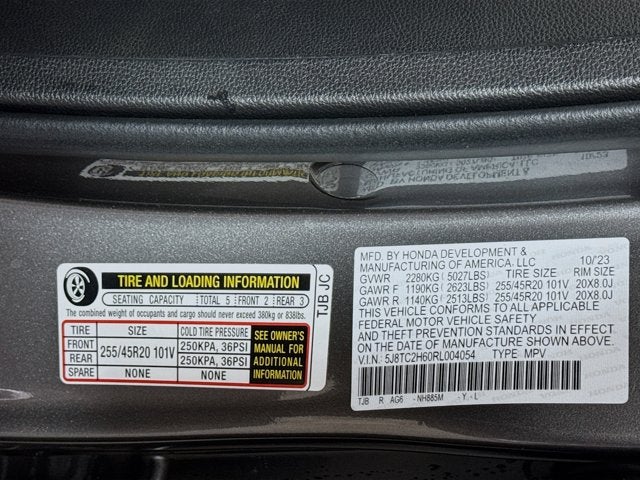 TIRE AND LOADING INFORMATION
SEATING CAPACITY TOTAL 5 FRONT 2 REAR 3
The combined weight of occupants and cargo should never exceed 380kg or 838lbs.
TIRE SIZE COLD TIRE PRESSURE
FRONT 255/45R20 101V 250KPA, 36PSI
REAR 250KPA, 36PSI
SPARE NONE NONE
SEE OWNER'S
MANUAL FOR
ADDITIONAL
INFORMATION
TJB JC
MFD. BY HONDA DEVELOPMENT &
MANUFACTURING OF AMERICA, LLC 10/23
GVWR 2280KG(5027LBS) TIRE SIZE RIM SIZE
GAWR F 1190KG(2623LBS) 255/45R20 101V 20X8.0J
GAWR R 1140KG(2513LBS) 255/45R20 101V 20X8.0J
THIS VEHICLE CONFORMS TO ALL APPLICABLE
FEDERAL MOTOR VEHICLE SAFETY
AND THEFT PREVENTION STANDARDS IN EFFECT
ON THE DATE OF MANUFACTURE SHOWN ABOVE.
V.I.N: 5J8TC2H60RL004054 TYPE: MPV
TJB R AG6 -NH885M -Y-L